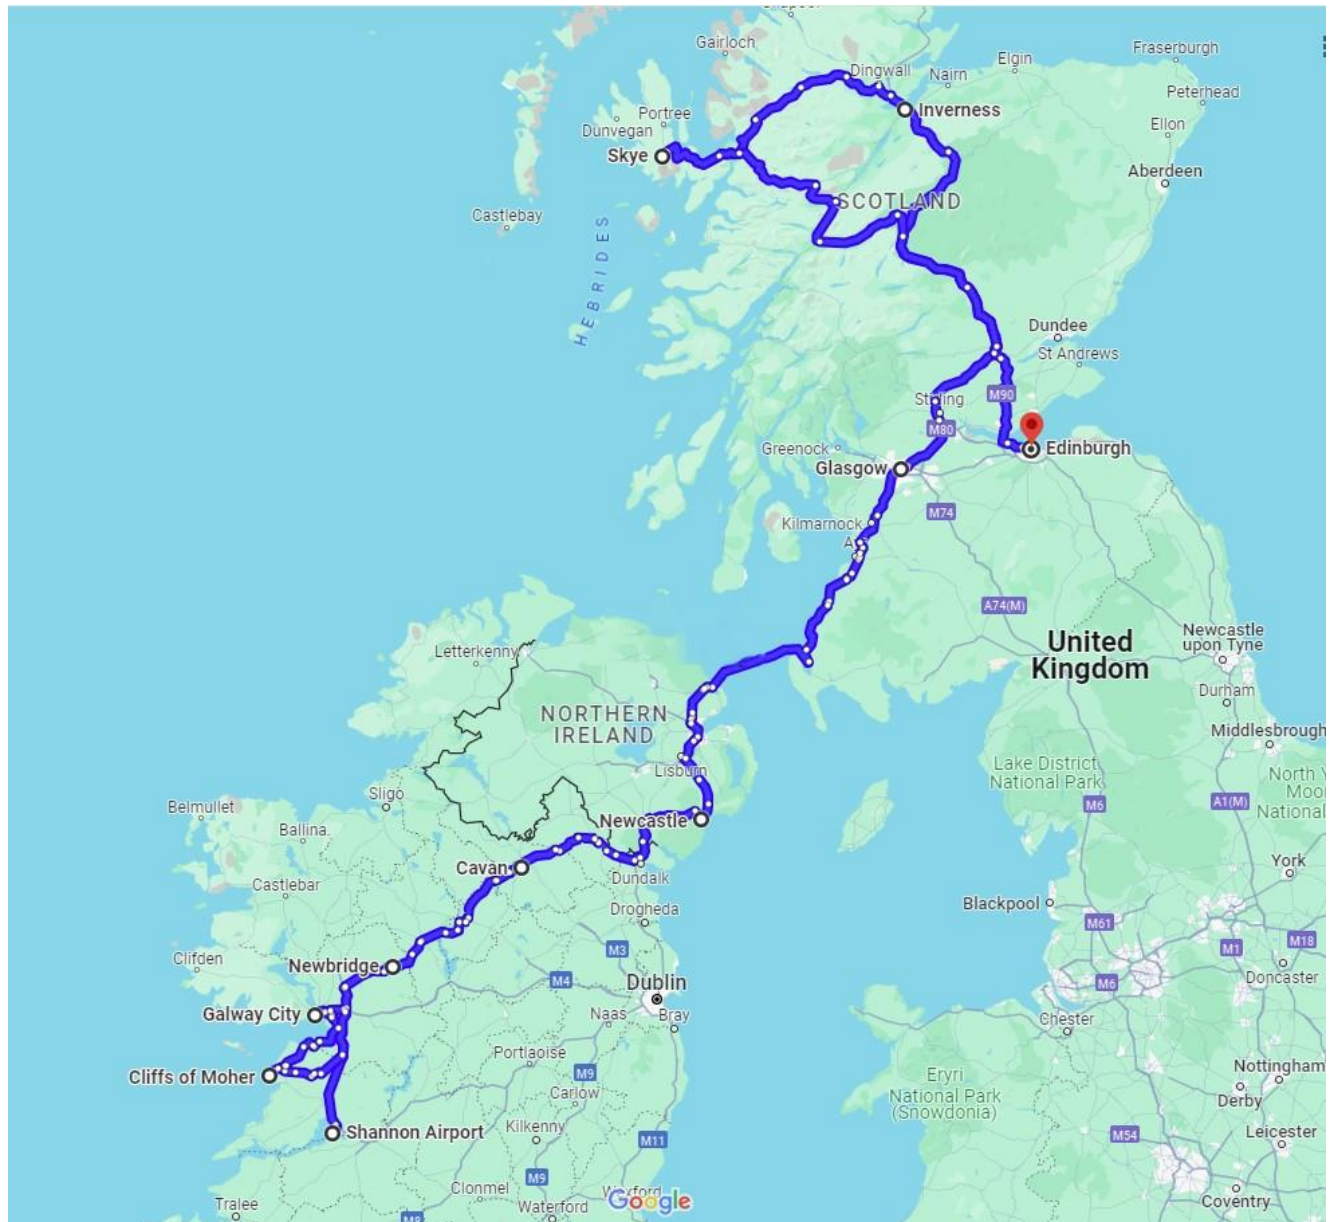 Gairloch
Fraserburgh
Elgin
Dingwall
Nairn
Peterhead
Inverness
Portree
Dunvegan
Ellon
Skye
Aberdeen
SCOTLAND
Castlebay
HEBRIDES
Dundee
St Andrews
M90
M80
Greenock
Edinburgh
Glasgow
M74
Kilmarnock
A74(M)
United
Kingdom
Newcastle
upon Tyne
Letterkenny
Durham
NORTHERN
IRELAND
Middlesbrough
Lisburn
Lake District
National Park
North Y
Moor
National
Sligo
Belmullet
M6
A1(M)
Newcastle
Ballina
York
Cavan
Dundalk
Castlebar
Blackpool
Drogheda
M61
M1
M18
M3
Clifden
Newbridge
M4
Dublin
M6
Doncaster
Galway City
Naas
Bray
Chester
Portlaoise
Cliffs of Moher
M9
Eryri
National Park
(Snowdonia)
Nottingham
Carlow
Derby
Shannon Airport
Kilkenny
M11
M54
Leicester
M9
Clonmel
Google
Waterford
Tralee
Coventry
M8